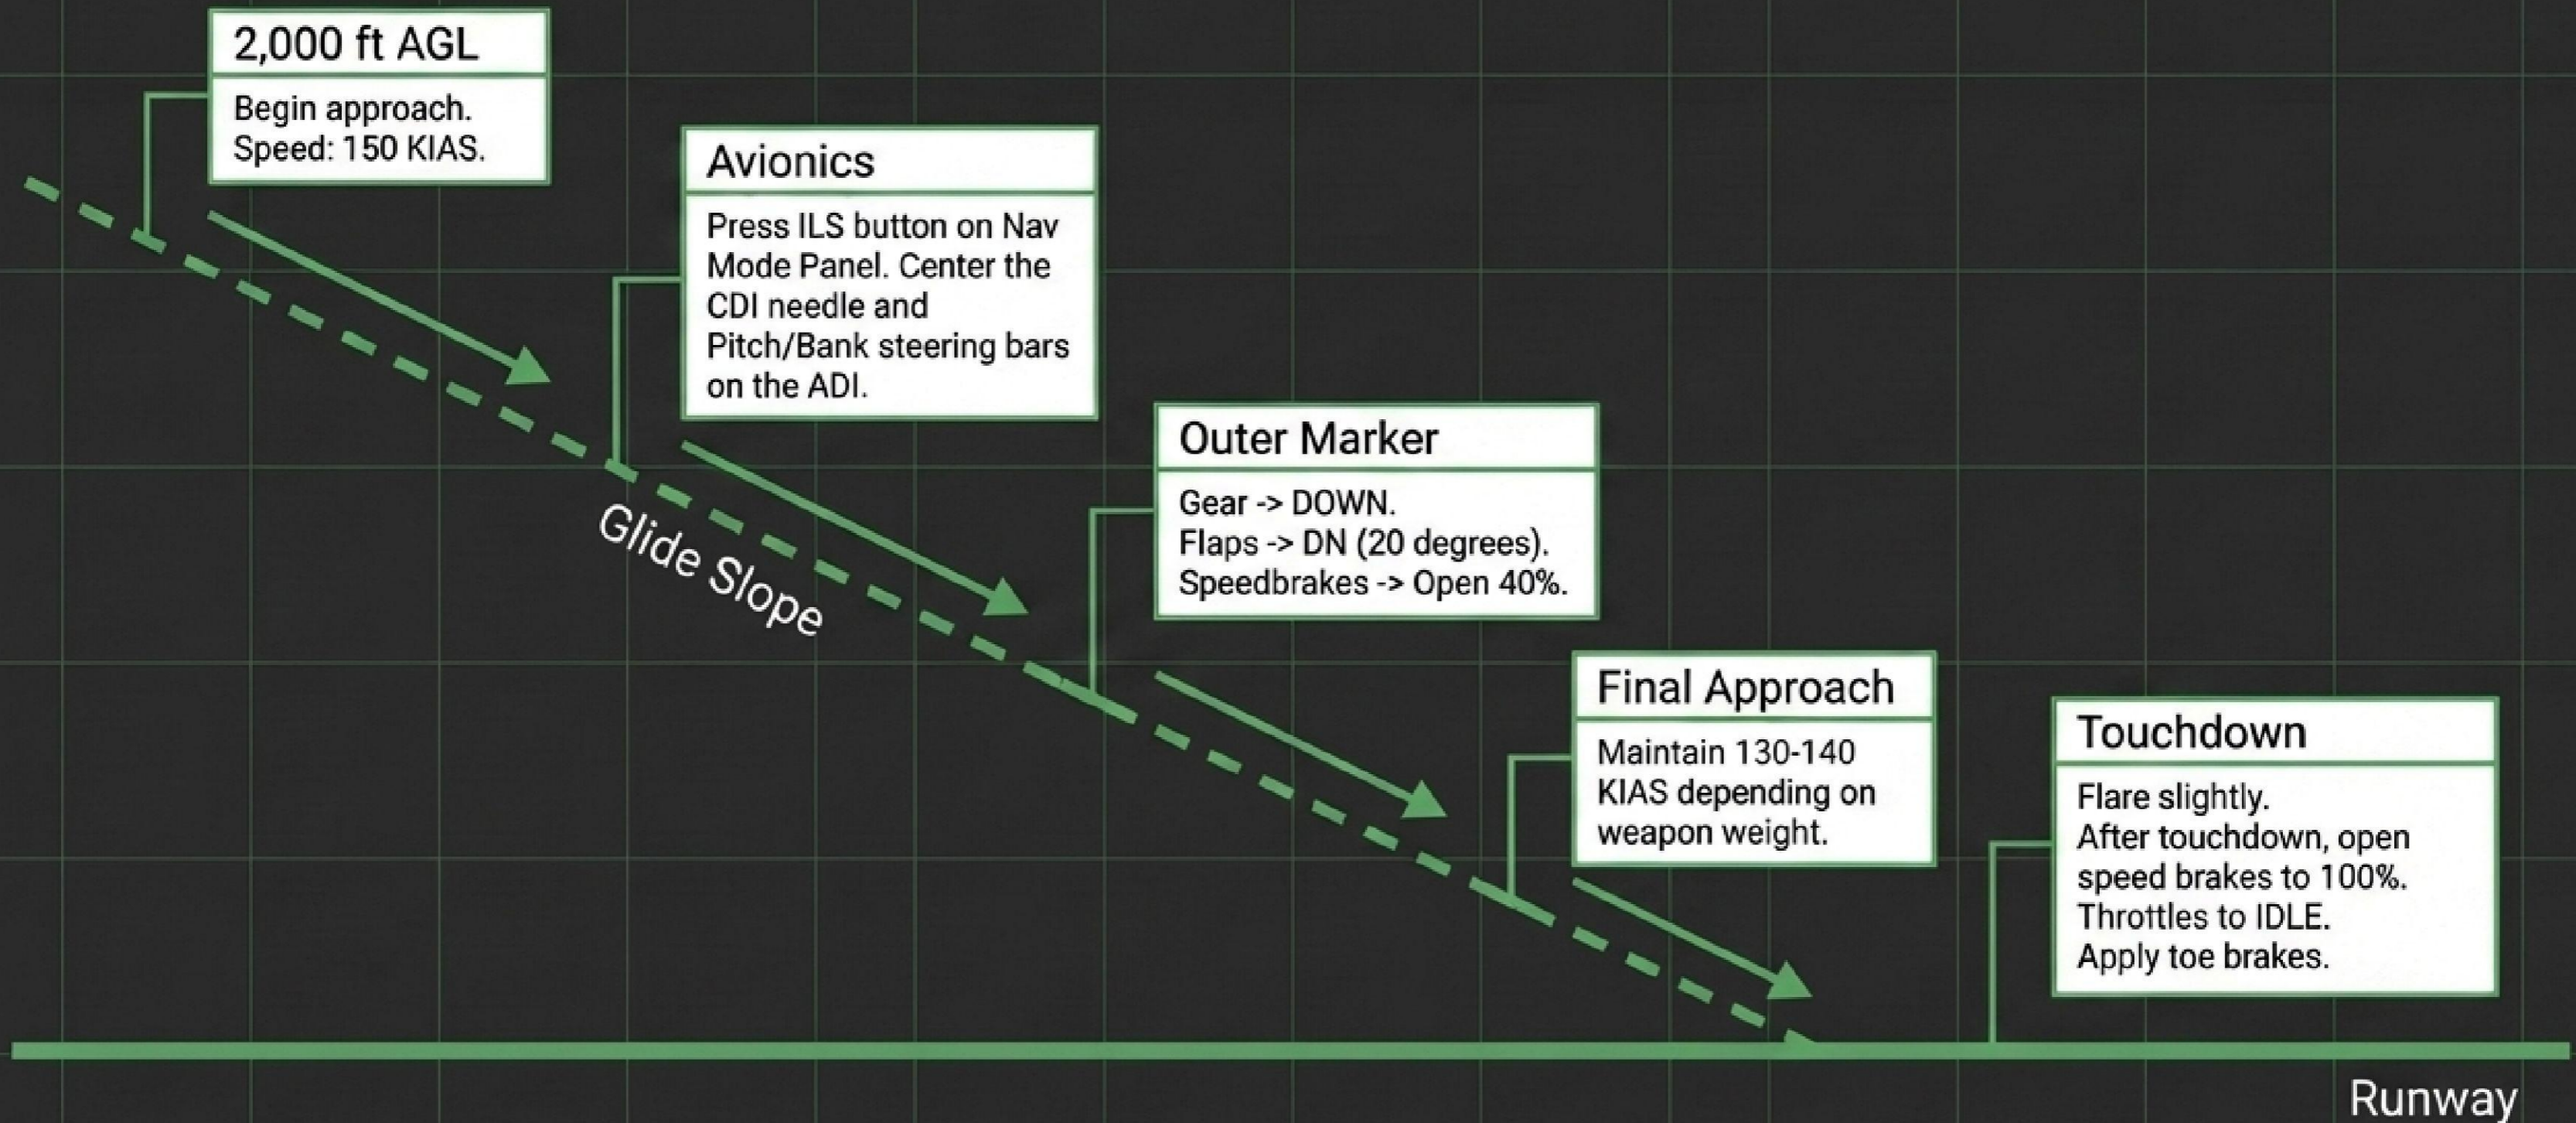 2,000 ft AGL
Begin approach.
Speed: 150 KIAS.
Avionics
Press ILS button on Nav
Mode Panel. Center the
CDI needle and
Pitch/Bank steering bars
on the ADI.
Glide Slope
Outer Marker
Gear -> DOWN.
Flaps -> DN (20 degrees).
Speedbrakes -> Open 40%.
Final Approach
Maintain 130-140
KIAS depending on
weapon weight.
Touchdown
Flare slightly.
After touchdown, open
speed brakes to 100%.
Throttles to IDLE.
Apply toe brakes.
Runway